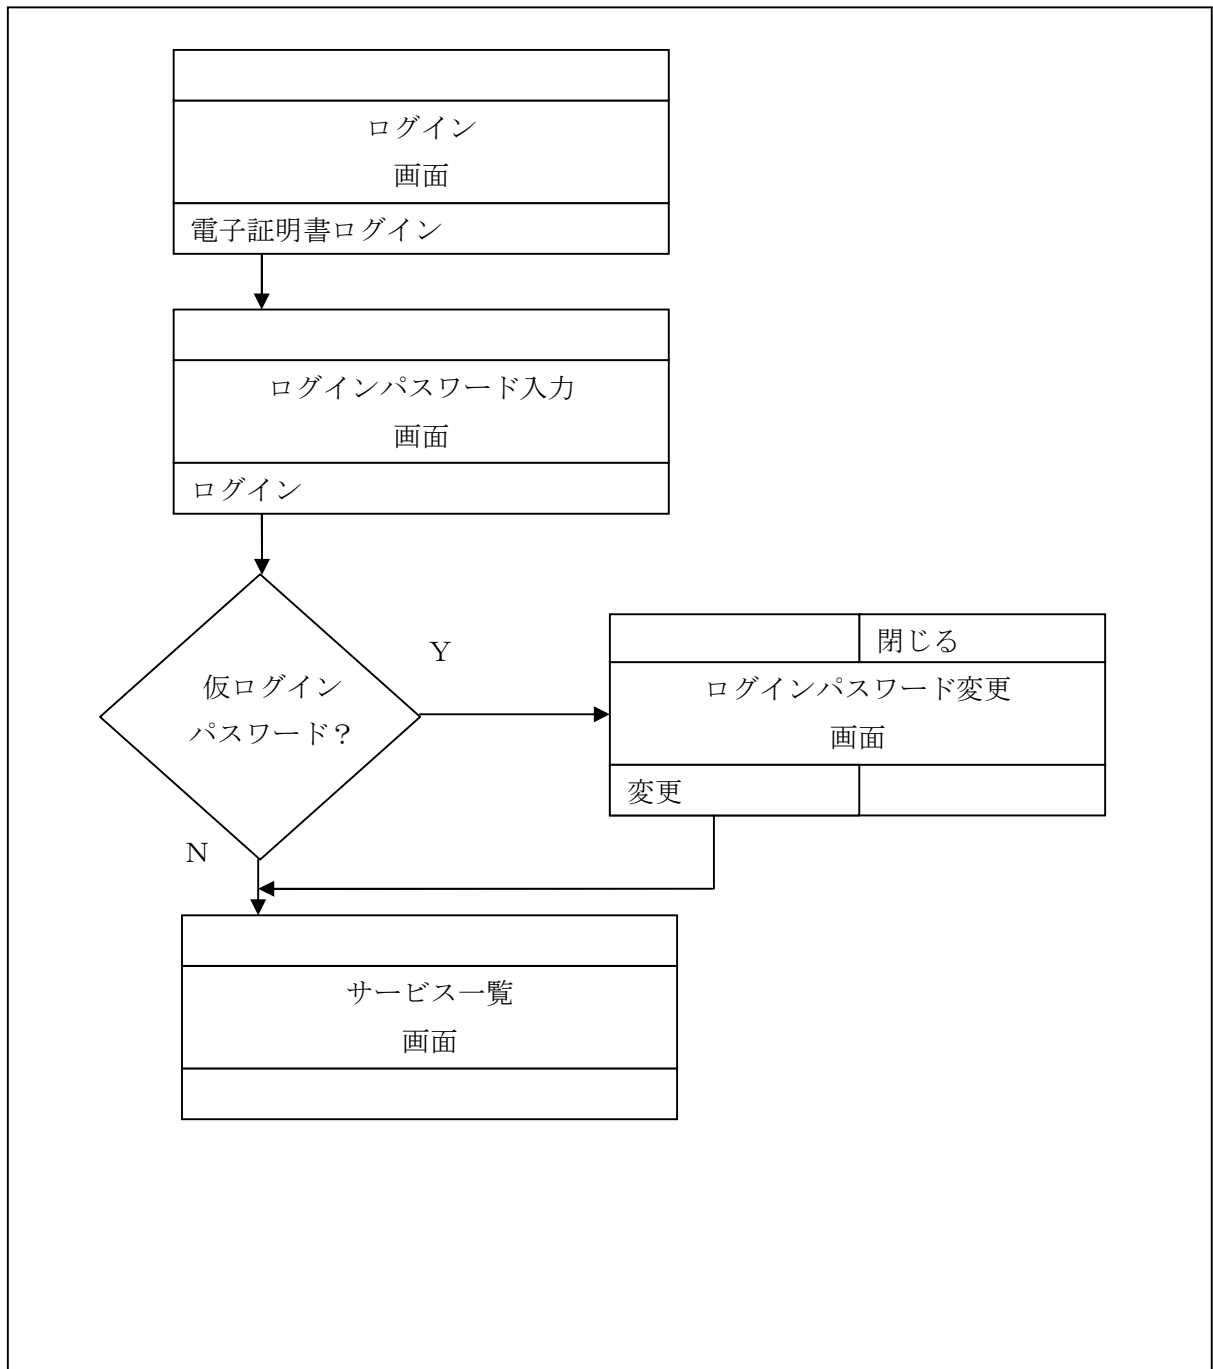 ログイン
画面
電子証明書ログイン
ログインパスワード入力
画面
ログイン
仮ログイン
パスワード？
Y
閉じる
ログインパスワード変更
画面
変更
N
サービス一覧
画面